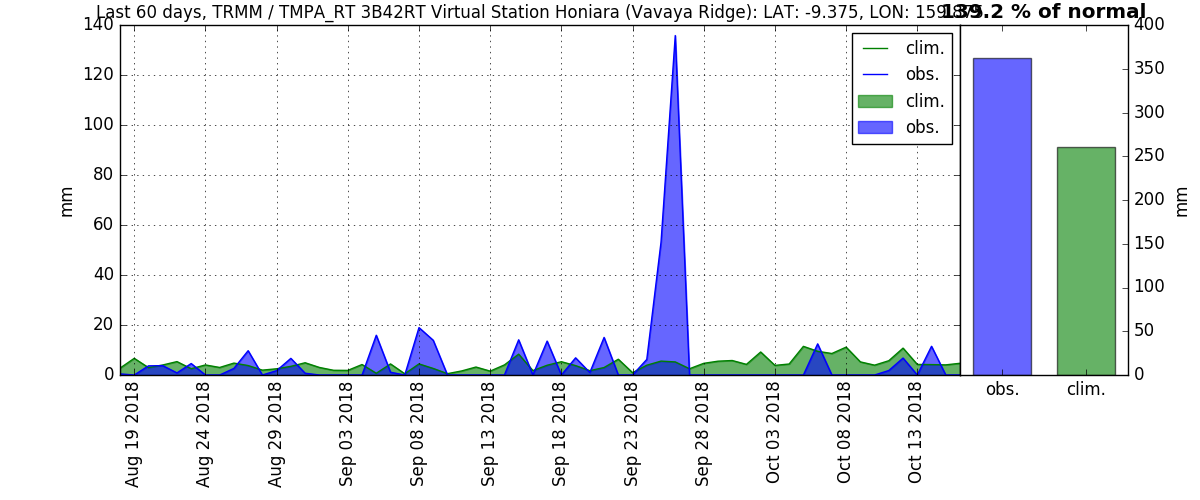 Last 60 days, TRMM / TMPA_RT 3B42RT Virtual Station Honiara (Vavaya Ridge): LAT: -9.375, LON: 159.875
139.2 % of normal
140
120
100
80
60
40
20
0
mm
clim.
obs.
clim.
obs.
Aug 19 2018
Aug 24 2018
Aug 29 2018
Sep 03 2018
Sep 08 2018
Sep 13 2018
Sep 18 2018
Sep 23 2018
Sep 28 2018
Oct 03 2018
Oct 08 2018
Oct 13 2018
400
350
300
250
200
150
100
50
0
mm
obs.
clim.